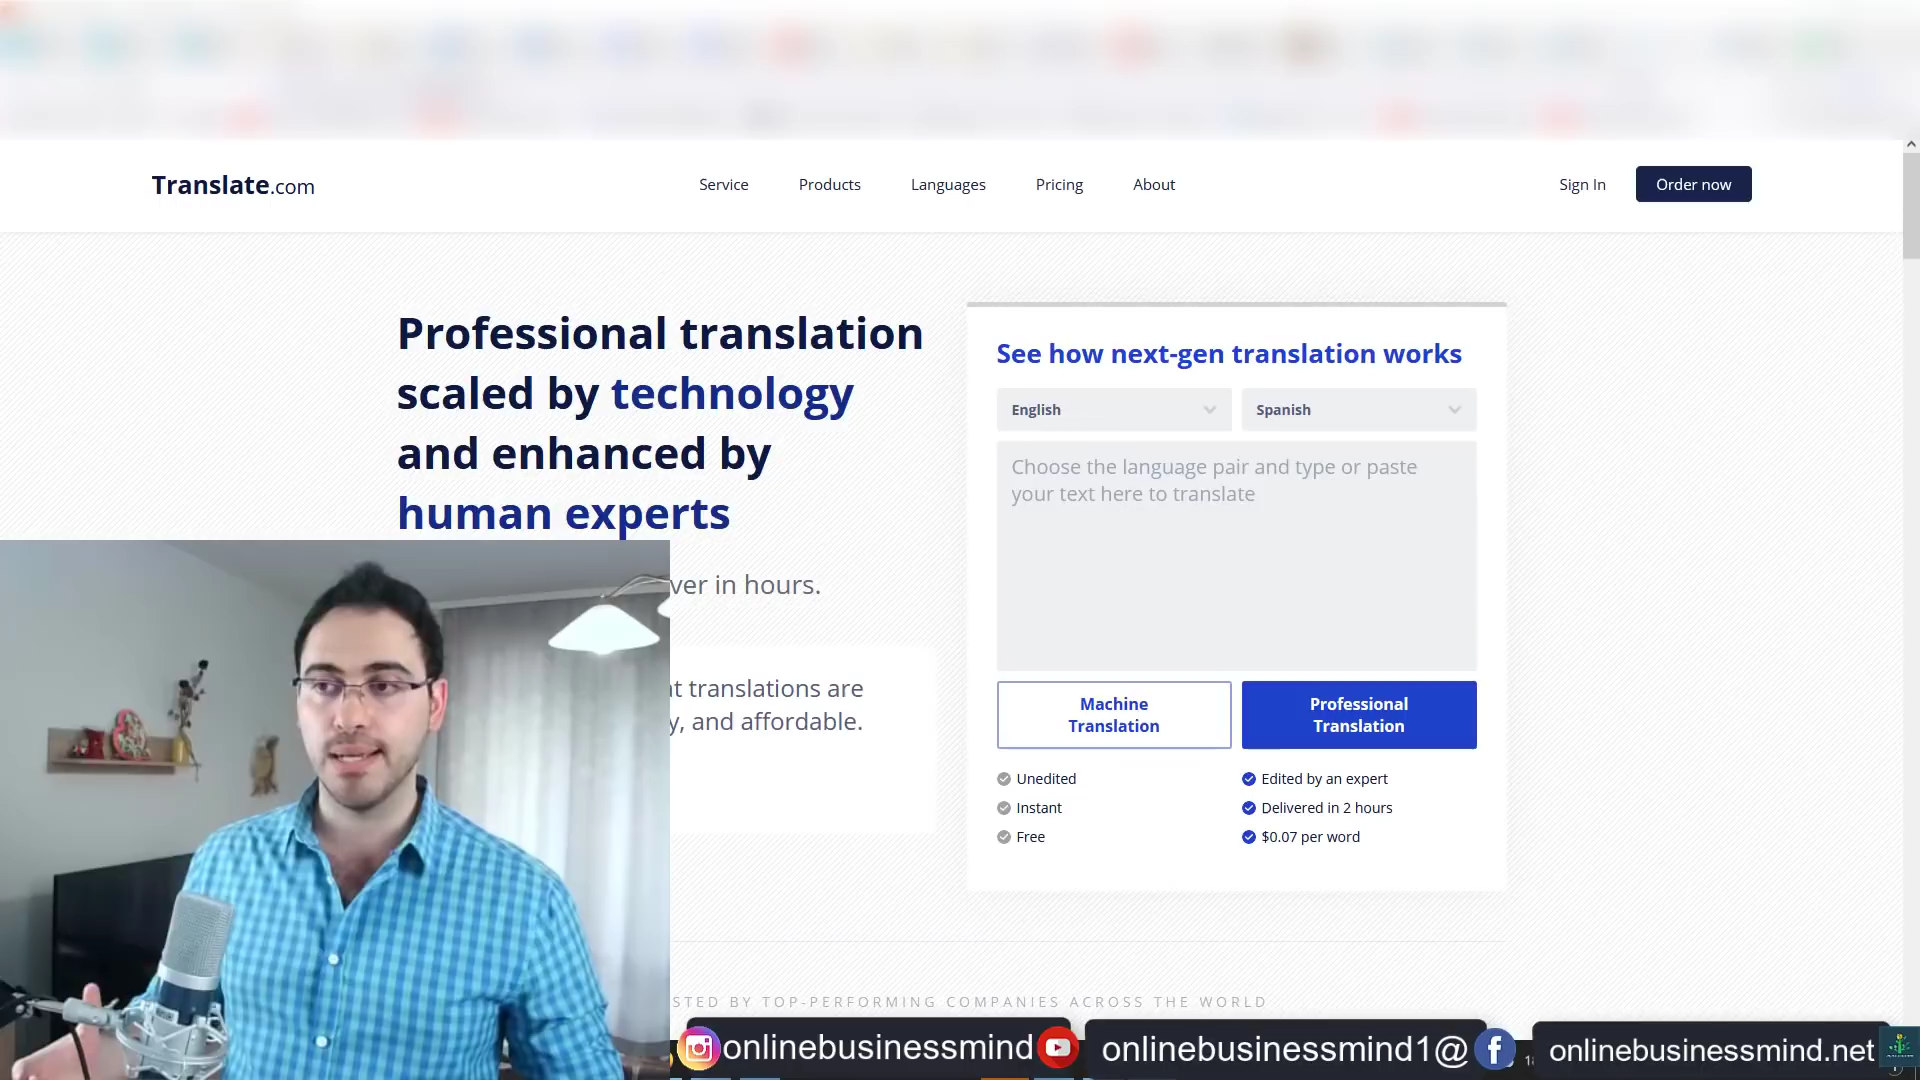 Translate.com
Service
Products
Languages
Pricing
About
Sign In
Order now
Professional translation
scaled by technology
and enhanced by
human experts
in hours.
translations are
and affordable.
See how next-gen translation works
English
Spanish
Choose the language pair and type or paste
your text here to translate
Machine
Translation
Professional
Translation
Unedited
Instant
Free
Edited by an expert
Delivered in 2 hours
$0.07 per word
BY TOP-PERFORMING COMPANIES ACROSS THE WORLD
onlinebusinessmind
onlinebusinessmind1@
onlinebusinessmind.net